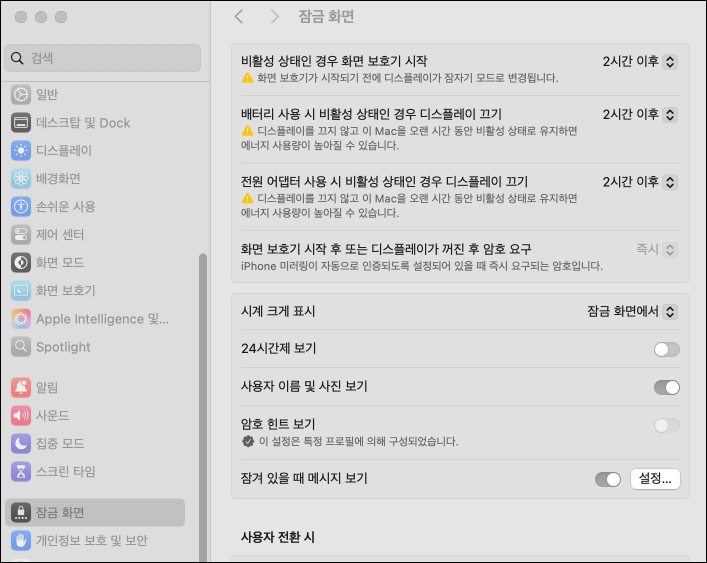 잠금 화면
검색
일반
데스크탑 및 Dock
디스플레이
배경화면
손쉬운 사용
제어 센터
화면 모드
화면 보호기
Apple Intelligence 및...
Spotlight
알림
사운드
집중 모드
스크린 타임
잠금 화면
개인정보 보호 및 보안
비활성 상태인 경우 화면 보호기 시작 2시간 이후
화면 보호기가 시작되기 전에 디스플레이가 잠자기 모드로 변경됩니다.
배터리 사용 시 비활성 상태인 경우 디스플레이 끄기 2시간 이후
디스플레이를 끄지 않고 이 Mac을 오랜 시간 동안 비활성 상태로 유지하면
에너지 사용량이 높아질 수 있습니다.
전원 어댑터 사용 시 비활성 상태인 경우 디스플레이 끄기 2시간 이후
디스플레이를 끄지 않고 이 Mac을 오랜 시간 동안 비활성 상태로 유지하면
에너지 사용량이 높아질 수 있습니다.
화면 보호기 시작 후 또는 디스플레이가 꺼진 후 암호 요구 즉시
iPhone 미러링이 자동으로 인증되도록 설정되어 있을 때 즉시 요구되는 암호입니다.
시계 크게 표시 잠금 화면에서
24시간제 보기
사용자 이름 및 사진 보기
암호 힌트 보기
이 설정은 특정 프로필에 의해 구성되었습니다.
잠겨 있을 때 메시지 보기 설정...
사용자 전환 시